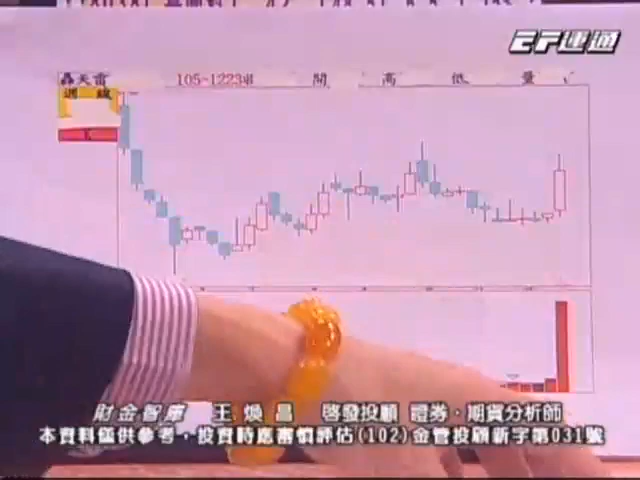 EF運通
轟天雷 105-1223 開 高 低 量
週 線
財金智庫 王煥昌 啓發投顧 證券・期貨分析師
本資料僅供參考，投資時應審慎評估(102)金管投顧新字第031號